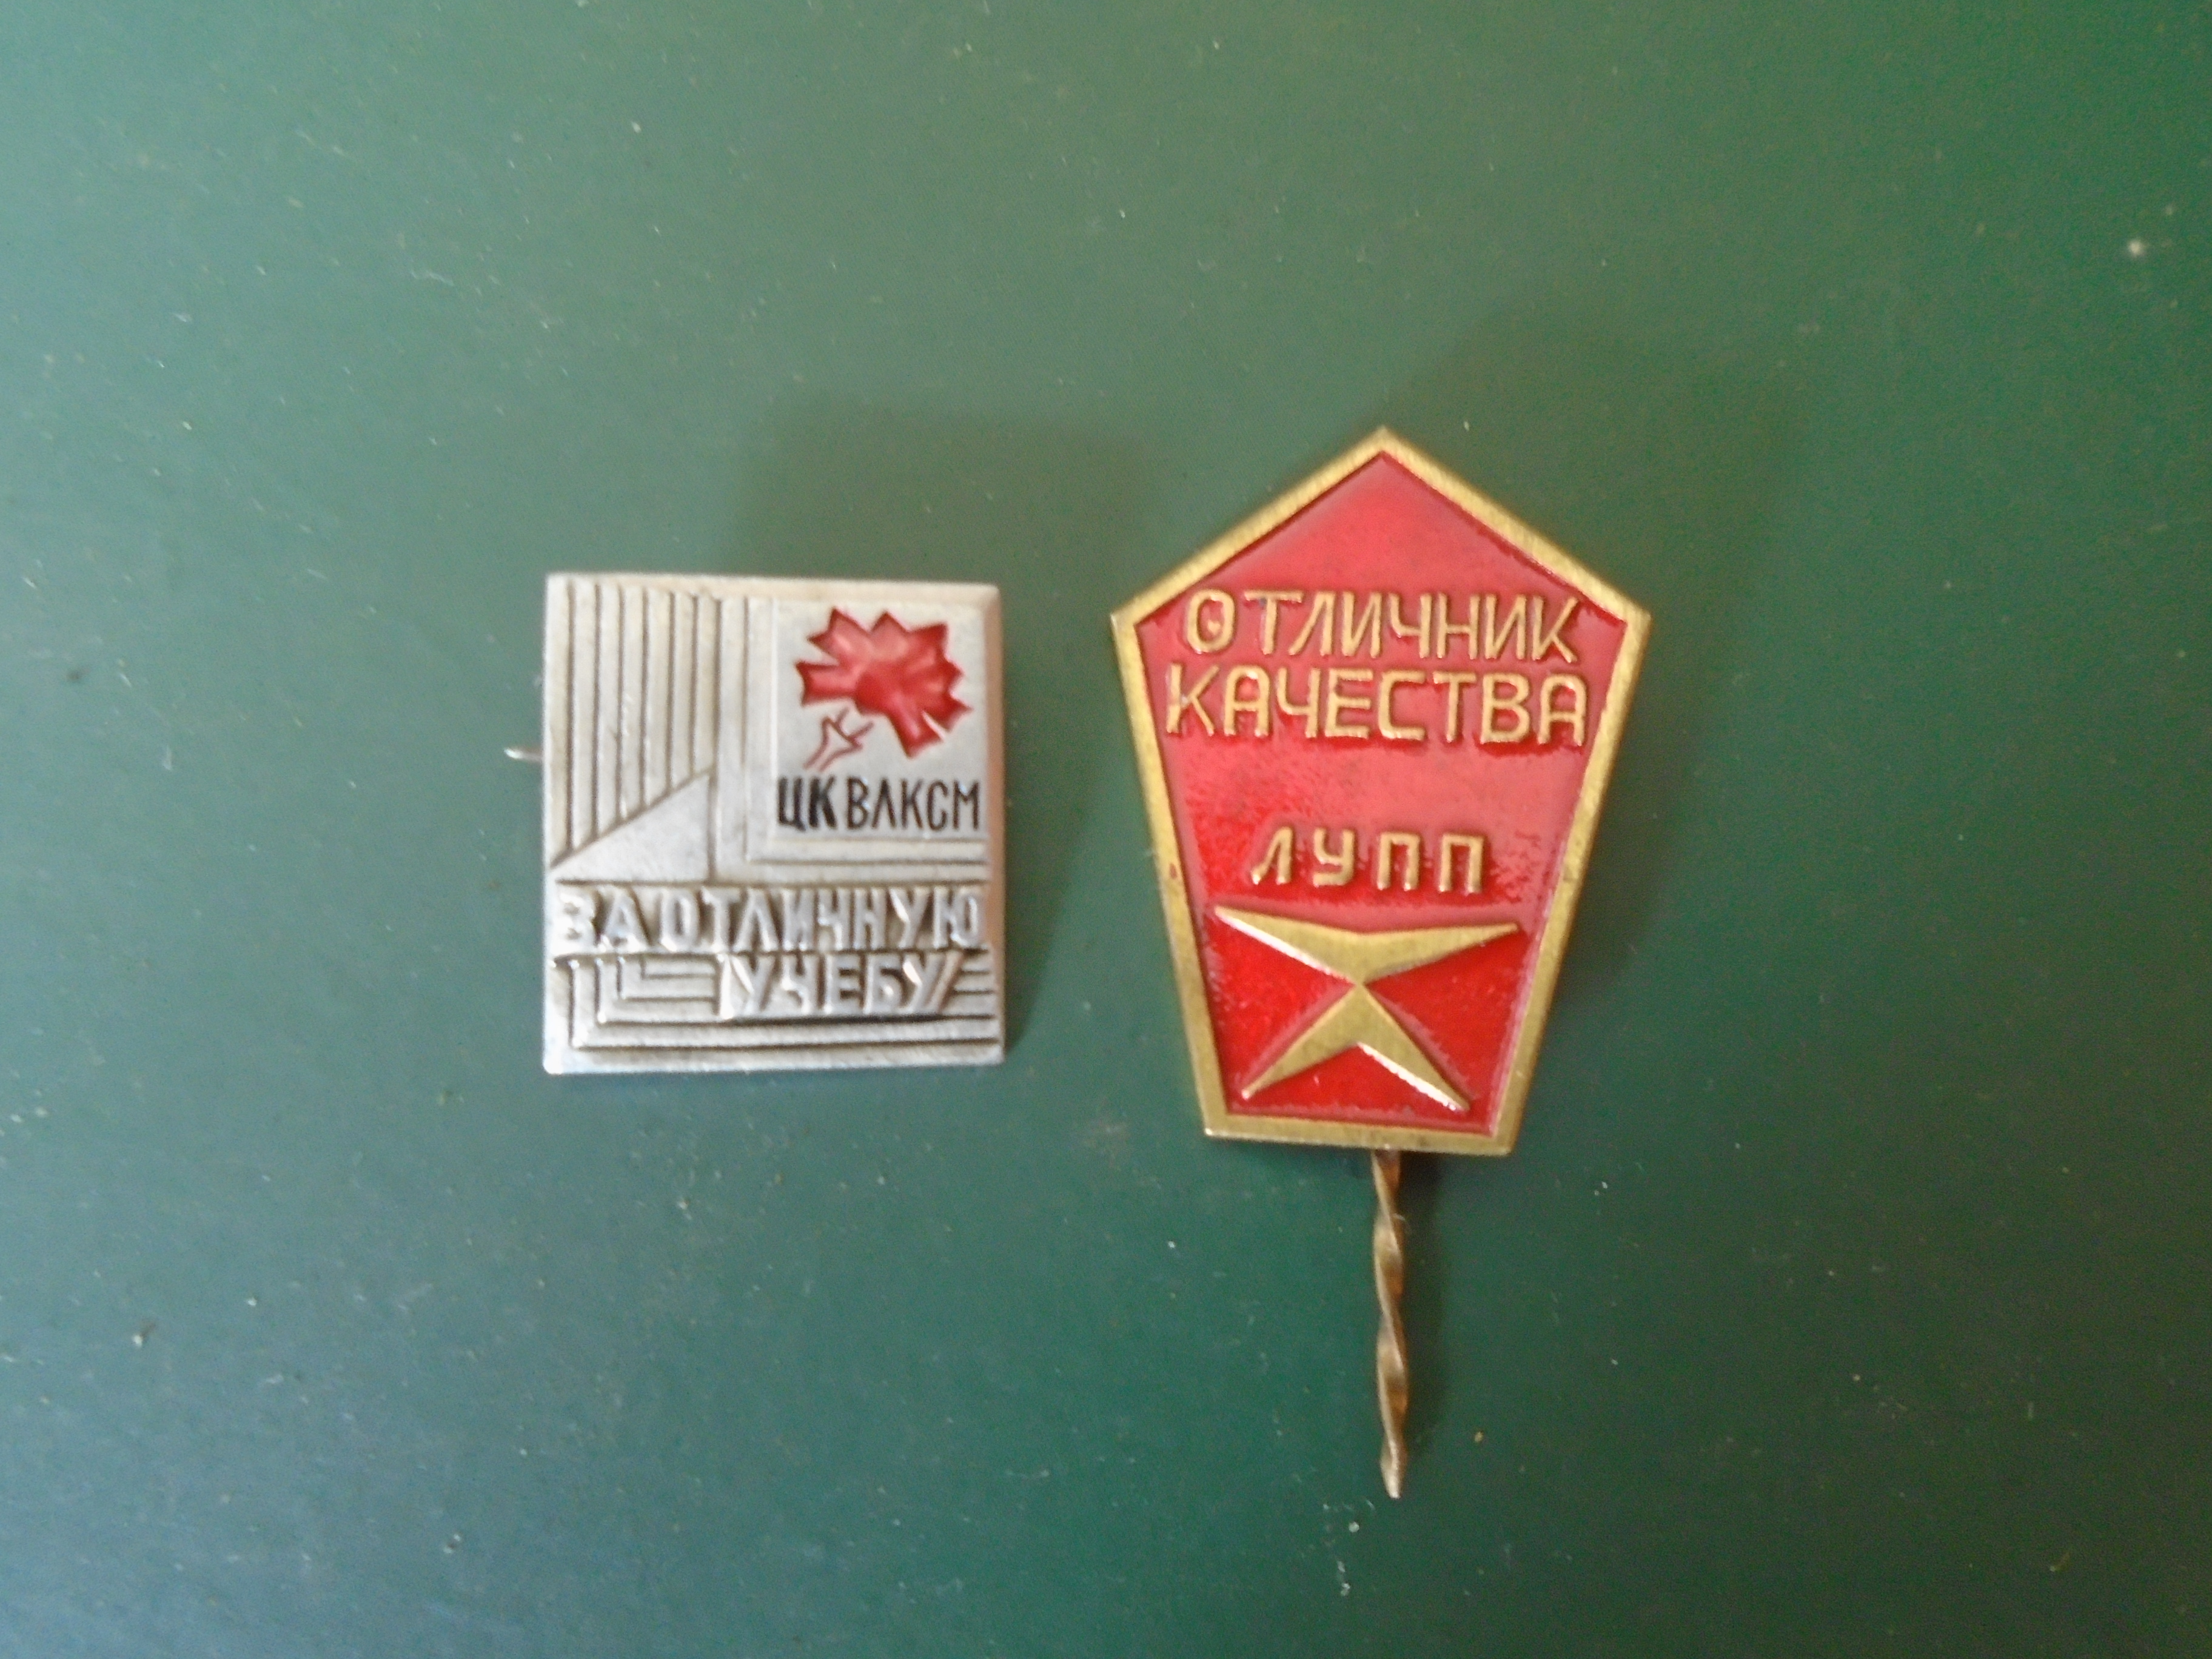 ЦК ВЛКСМ
ЗА ОТЛИЧНУЮ
УЧЕБУ
ОТЛИЧНИК
КАЧЕСТВА
ЛУПП